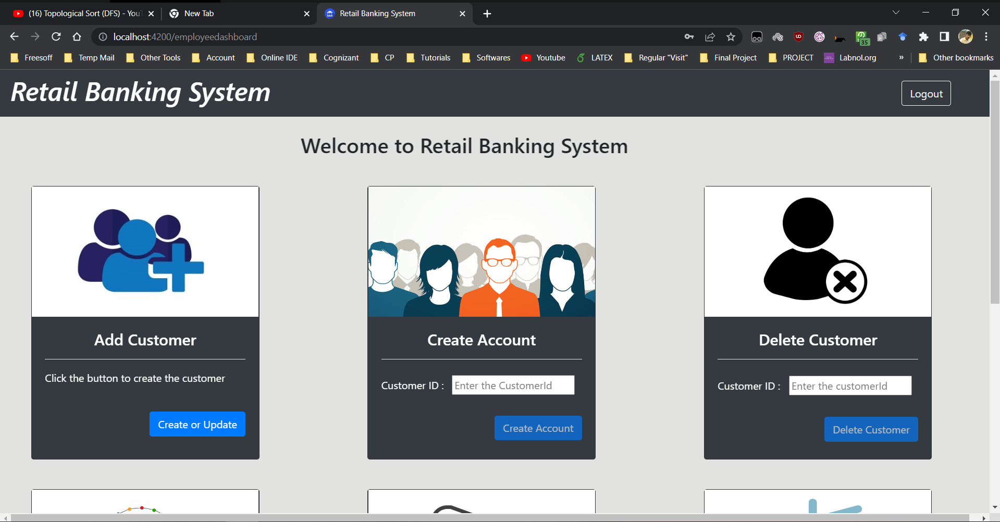 (16) Topological Sort (DFS) - You
New Tab
Retail Banking System
localhost:4200/employeedashboard
35
Freesoff
Temp Mail
Other Tools
Account
Online IDE
Cognizant
CP
Tutorials
Softwares
Youtube
LATEX
Regular "Visit"
Final Project
PROJECT
Labnol.org
»
Other bookmarks
Retail Banking System
Logout
Welcome to Retail Banking System
Add Customer
Click the button to create the customer
Create or Update
Create Account
Customer ID :
Enter the CustomerId
Create Account
Delete Customer
Customer ID :
Enter the customerId
Delete Customer